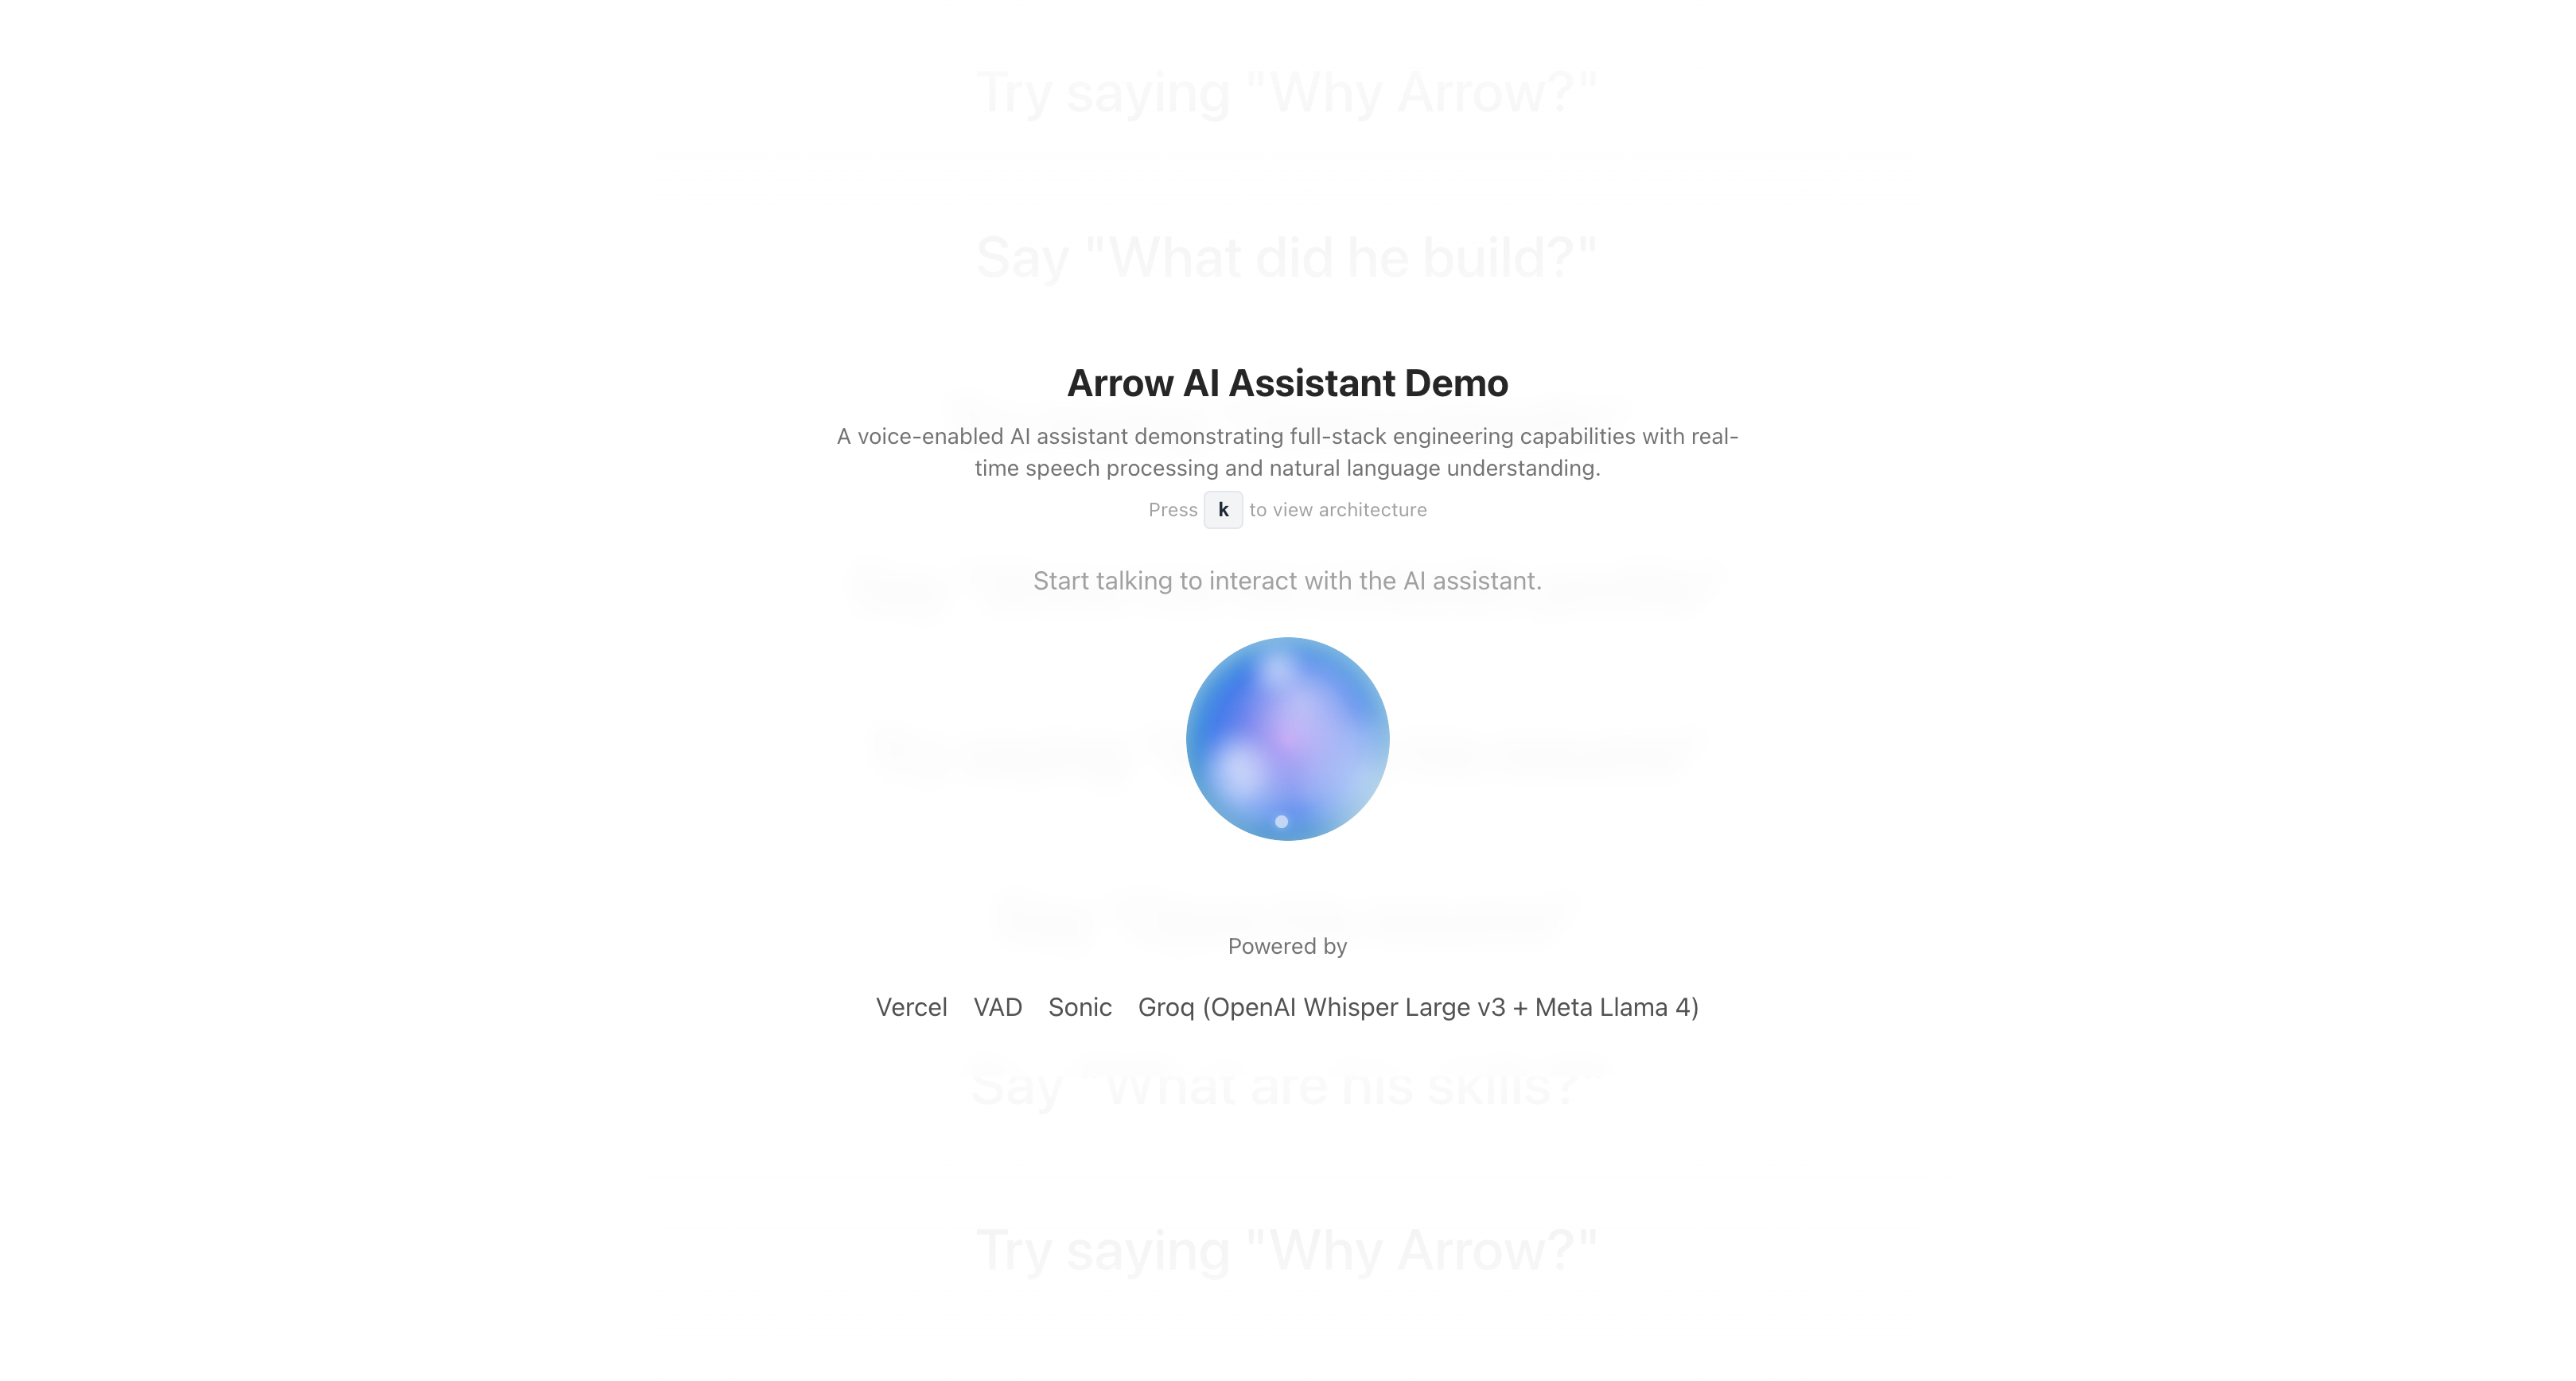 Try saying "Why Arrow?"
Say "What did he build?"
Arrow AI Assistant Demo
A voice-enabled AI assistant demonstrating full-stack engineering capabilities with real-
time speech processing and natural language understanding.
Press k to view architecture
Start talking to interact with the AI assistant.
Powered by
Vercel VAD Sonic Groq (OpenAI Whisper Large v3 + Meta Llama 4)
Say "What are his skills?"
Try saying "Why Arrow?"